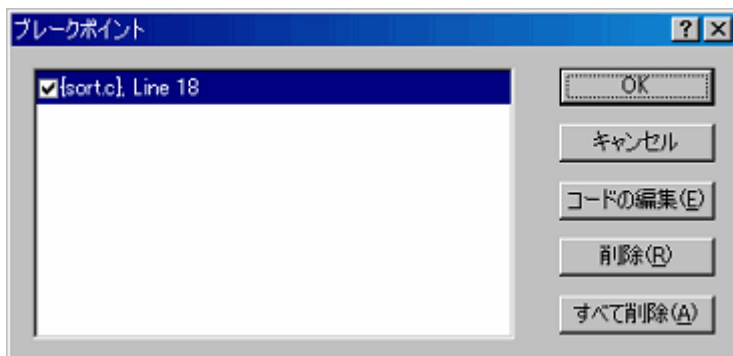 ブレークポイント
{sort.c}, Line 18
OK
キャンセル
コードの編集(E)
削除(R)
すべて削除(A)